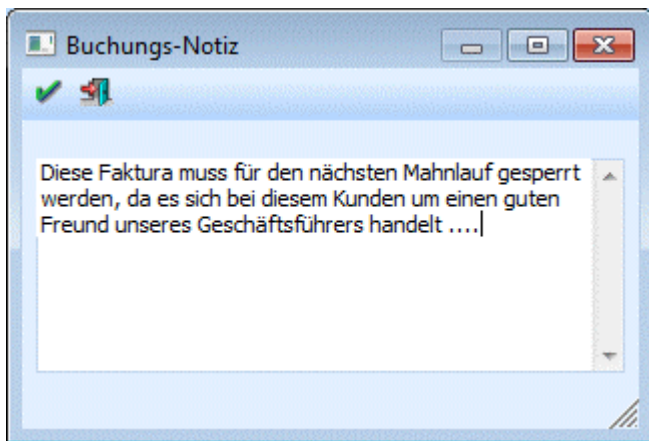 Buchungs-Notiz
Diese Faktura muss für den nächsten Mahnlauf gesperrt
werden, da es sich bei diesem Kunden um einen guten
Freund unseres Geschäftsführers handelt ....